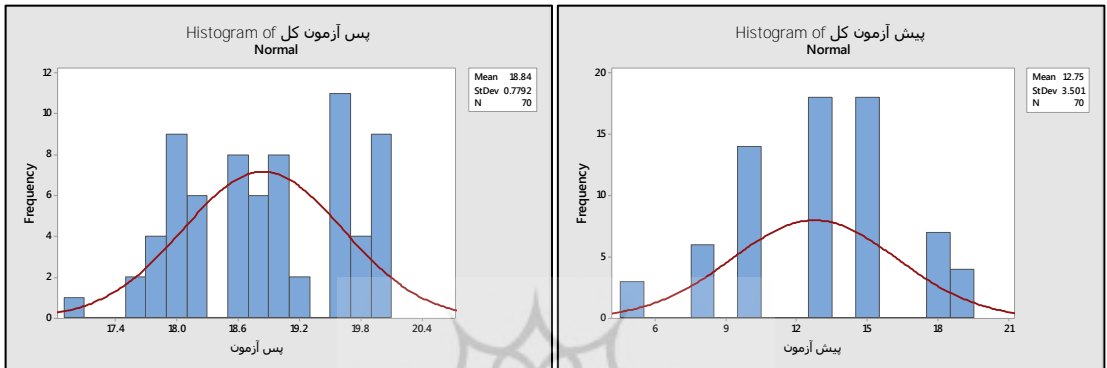 Histogram of پس آزمون کل
Normal
Mean 18.84
StDev 0.7792
N 70
12
10
8
6
4
2
0
Frequency
17.4 18.0 18.6 19.2 19.8 20.4
پس آزمون
Histogram of پیش آزمون کل
Normal
Mean 12.75
StDev 3.501
N 70
20
15
10
5
0
Frequency
6 9 12 15 18 21
پیش آزمون